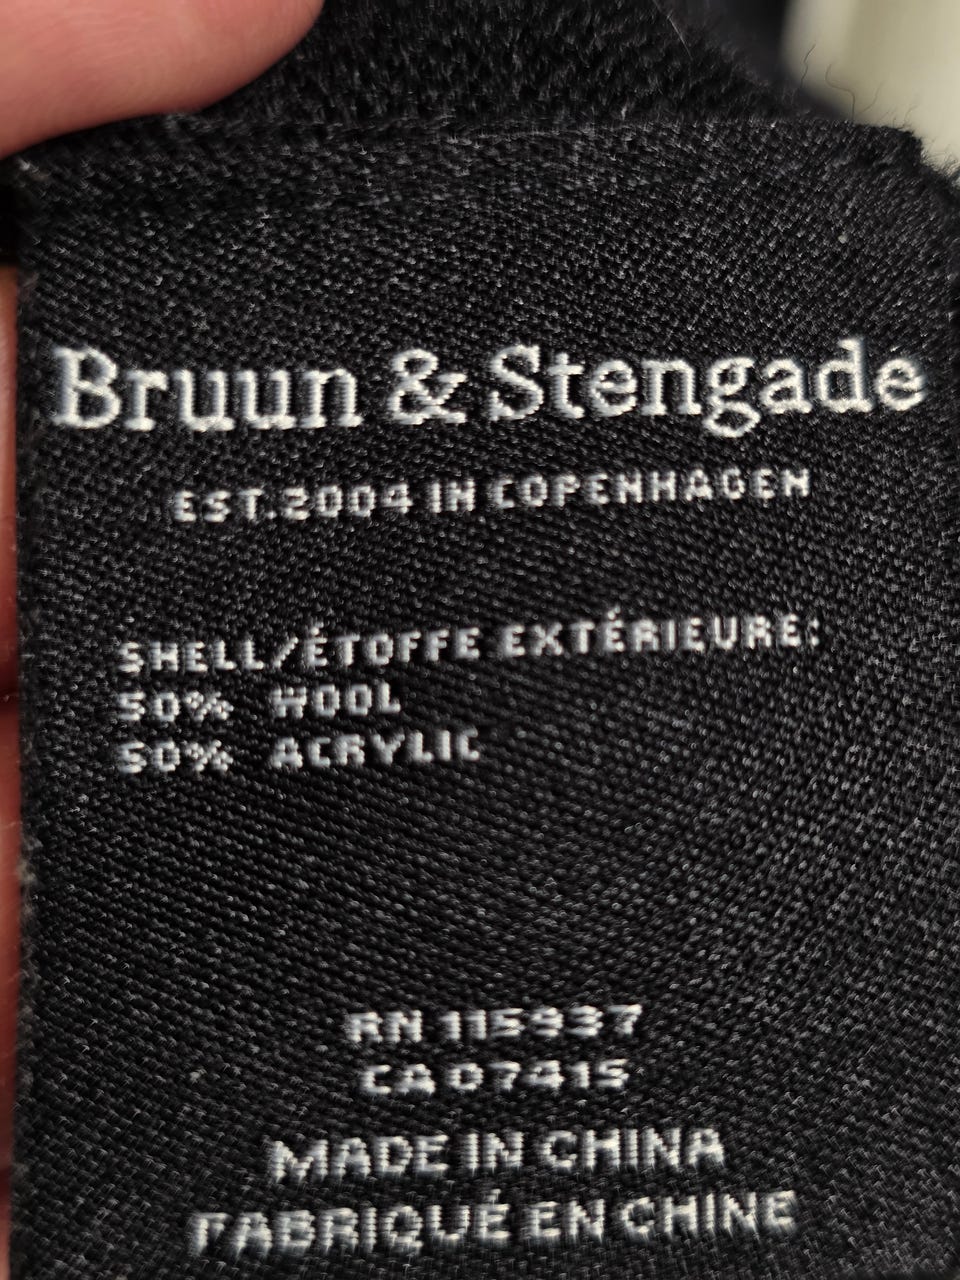 Bruun & Stengade
EST.2004 IN COPENHAGEN
SHELL/ÉTOFFE EXTÉRIEURE:
50% WOOL
50% ACRYLIC
RN 115937
CA 07415
MADE IN CHINA
FABRIQUÉ EN CHINE